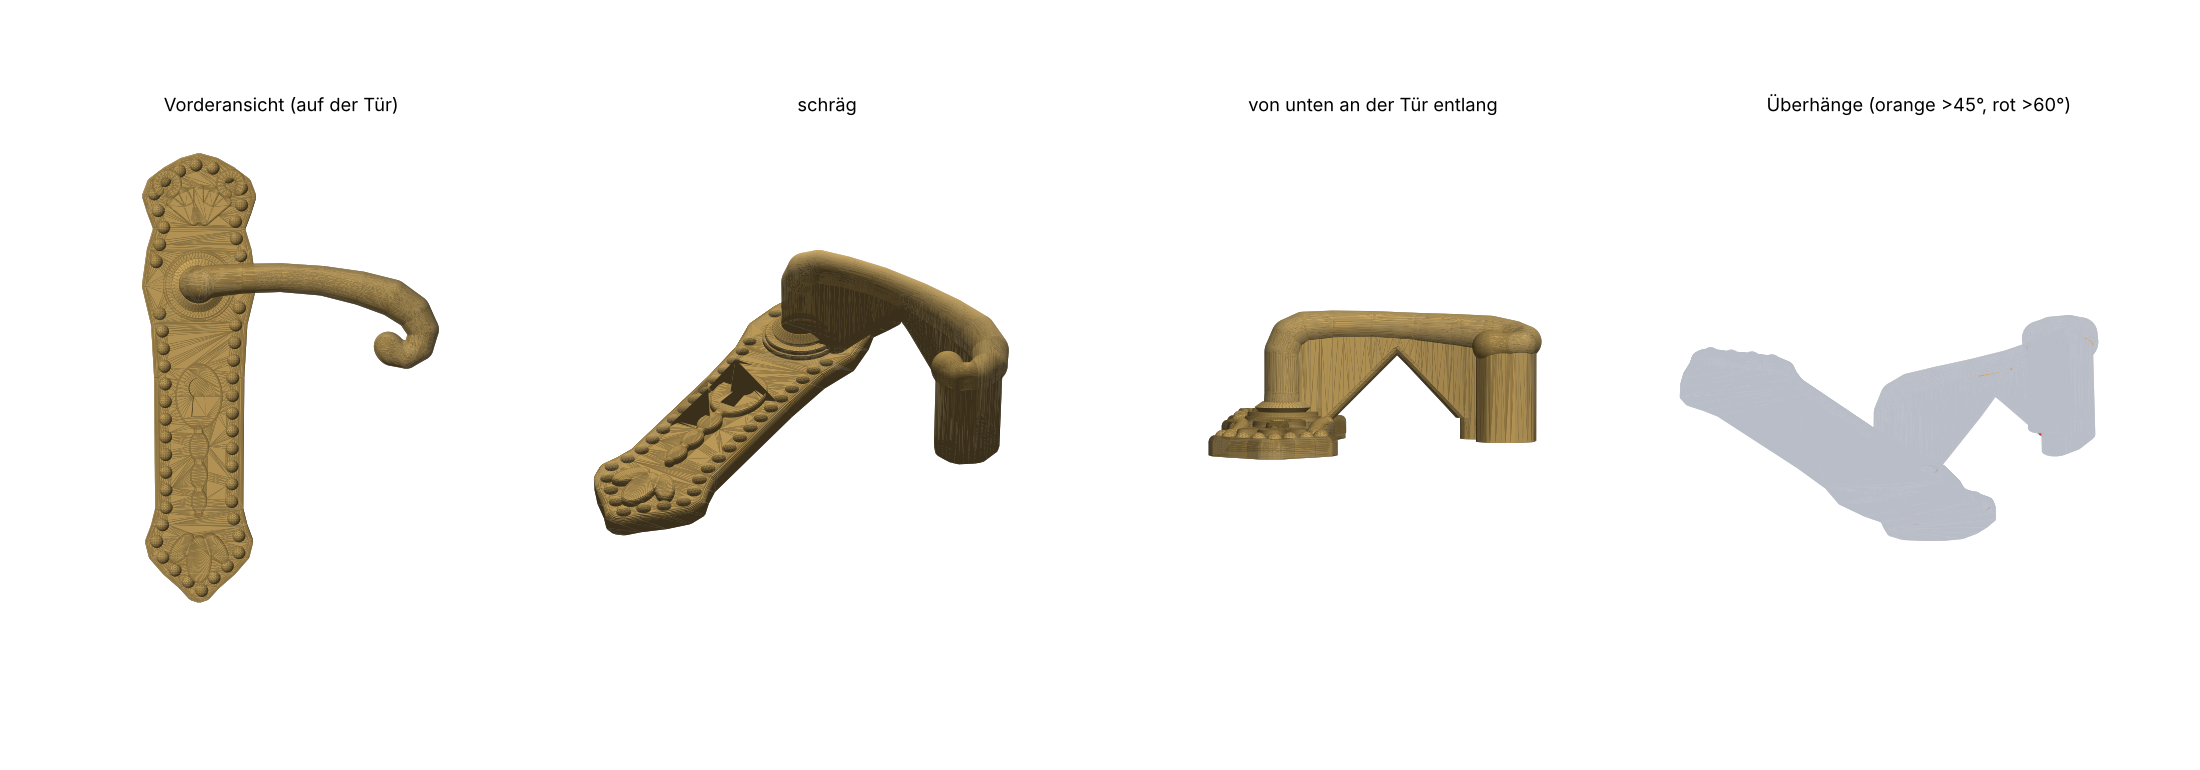 Vorderansicht (auf der Tür)
schräg
von unten an der Tür entlang
Überhänge (orange >45°, rot >60°)